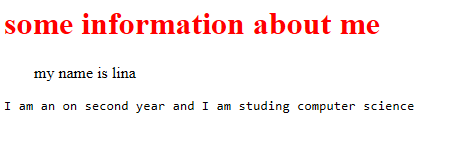 some information about me
my name is lina
I am an on second year and I am studing computer science